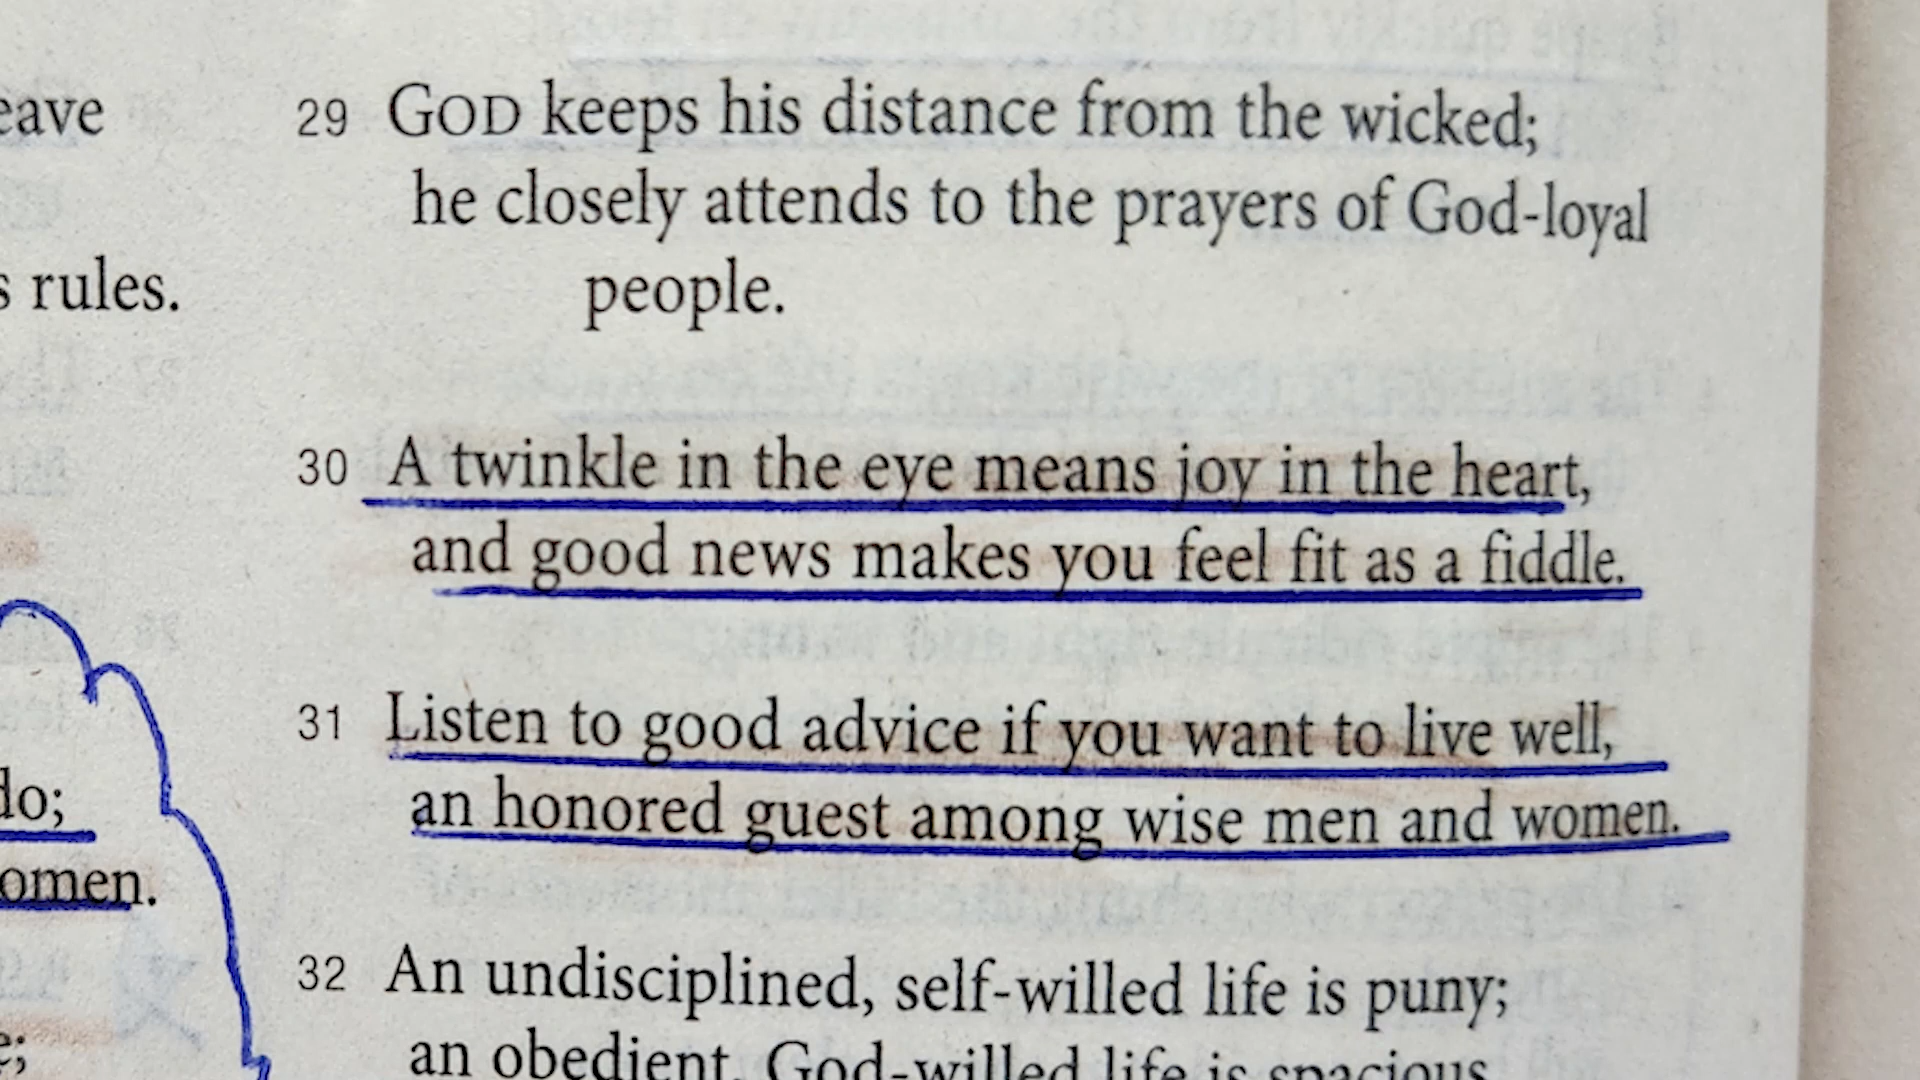 eave
s rules.
do;
omen.
e;
29 GOD keeps his distance from the wicked;
he closely attends to the prayers of God-loyal
people.
30 A twinkle in the eye means joy in the heart,
and good news makes you feel fit as a fiddle.
31 Listen to good advice if you want to live well,
an honored guest among wise men and women.
32 An undisciplined, self-willed life is puny;
an obedient, God-willed life is spacious.